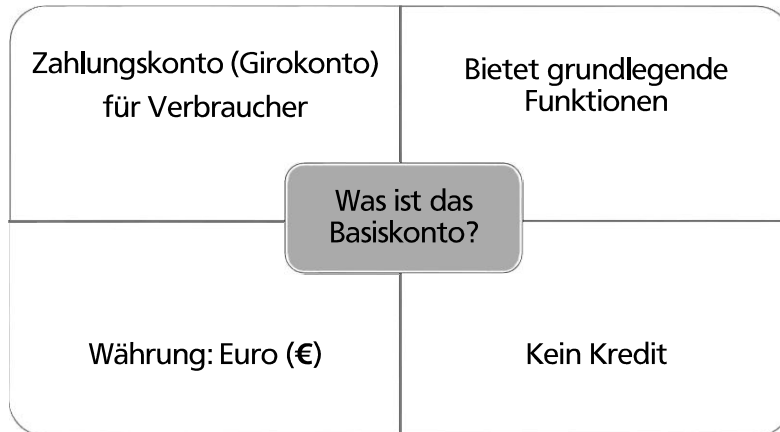 Zahlungskonto (Girokonto)
für Verbraucher
Bietet grundlegende
Funktionen
Was ist das
Basiskonto?
Währung: Euro (€)
Kein Kredit